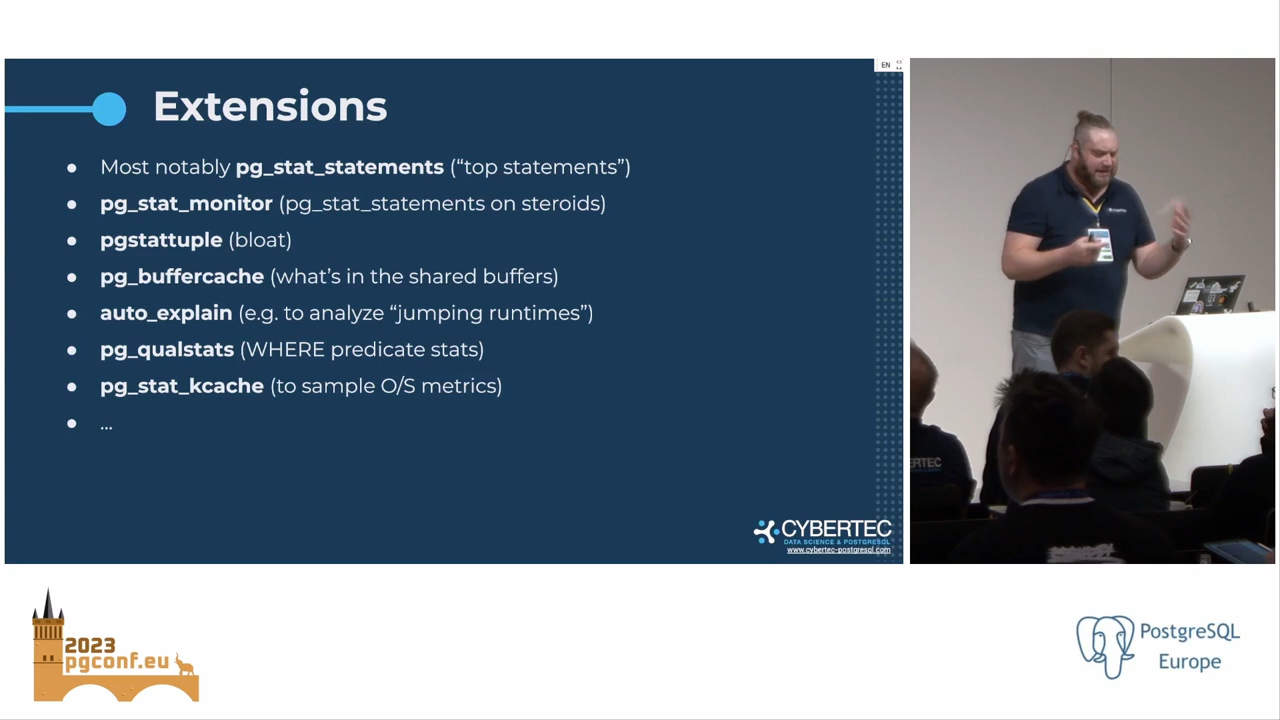 EN
Extensions
● Most notably pg_stat_statements (“top statements”)
● pg_stat_monitor (pg_stat_statements on steroids)
● pgstattuple (bloat)
● pg_buffercache (what’s in the shared buffers)
● auto_explain (e.g. to analyze “jumping runtimes”)
● pg_qualstats (WHERE predicate stats)
● pg_stat_kcache (to sample O/S metrics)
● ...
CYBERTEC
DATA SCIENCE & POSTGRESQL
www.cybertec-postgresql.com
ERTEC
2023
pgconf.eu
PostgreSQL
Europe